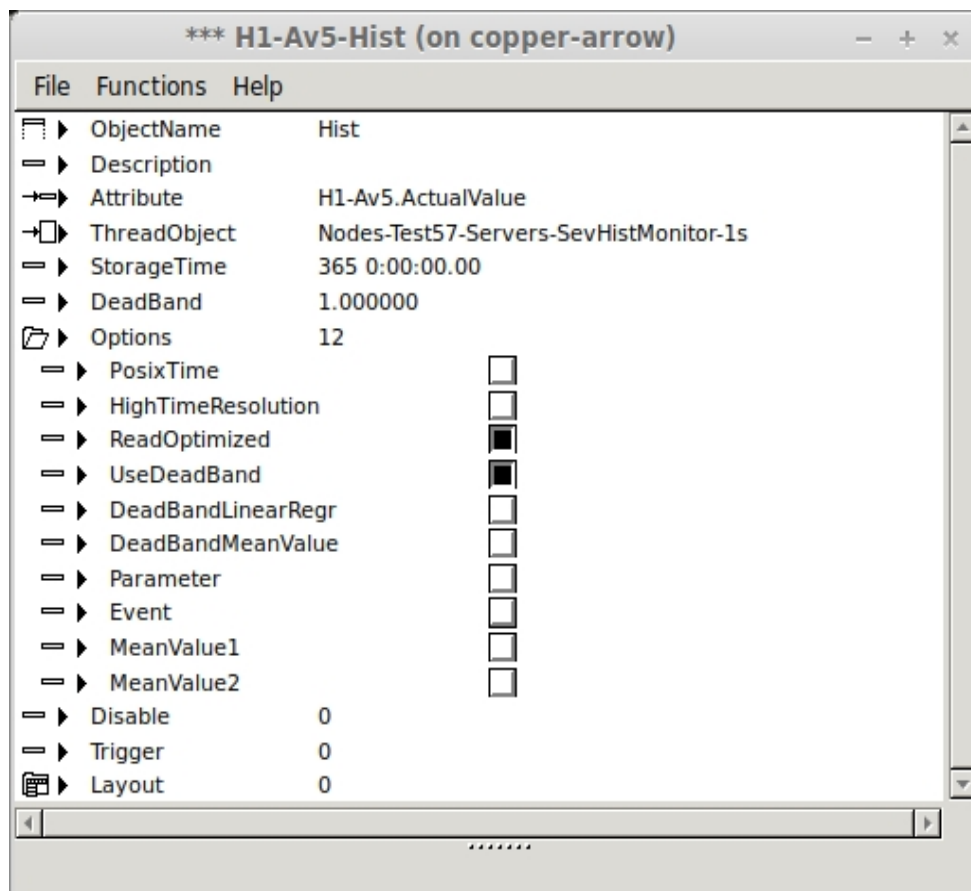 *** H1-Av5-Hist (on copper-arrow)
File Functions Help
ObjectName Hist
Description
Attribute H1-Av5.ActualValue
ThreadObject Nodes-Test57-Servers-SevHistMonitor-1s
StorageTime 365 0:00:00.00
DeadBand 1.000000
Options 12
PosixTime
HighTimeResolution
ReadOptimized
UseDeadBand
DeadBandLinearRegr
DeadBandMeanValue
Parameter
Event
MeanValue1
MeanValue2
Disable 0
Trigger 0
Layout 0